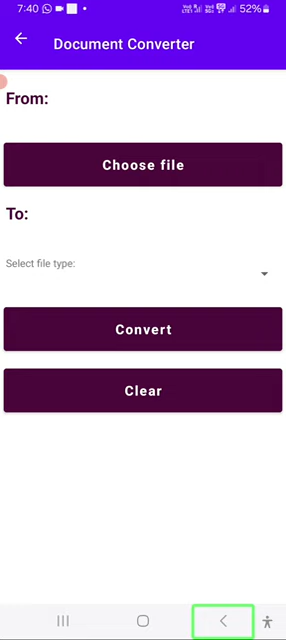 7:40 52%
Document Converter
From:
Choose file
To:
Select file type:
Convert
Clear